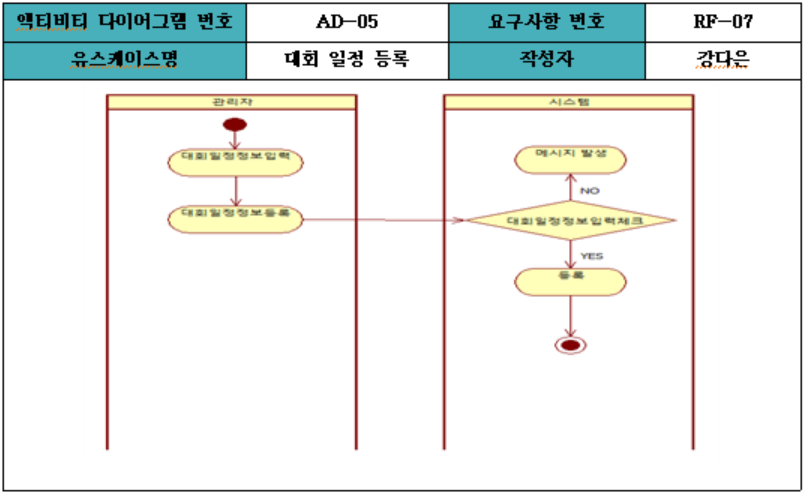 액티비티 다이어그램 번호 AD-05 요구사항 번호 RF-07
유스케이스명 대회 일정 등록 작성자 강다은
관리자 시스템
대회일정정보입력 메시지 발생
NO
대회일정정보등록 대회일정정보입력체크
YES
등록